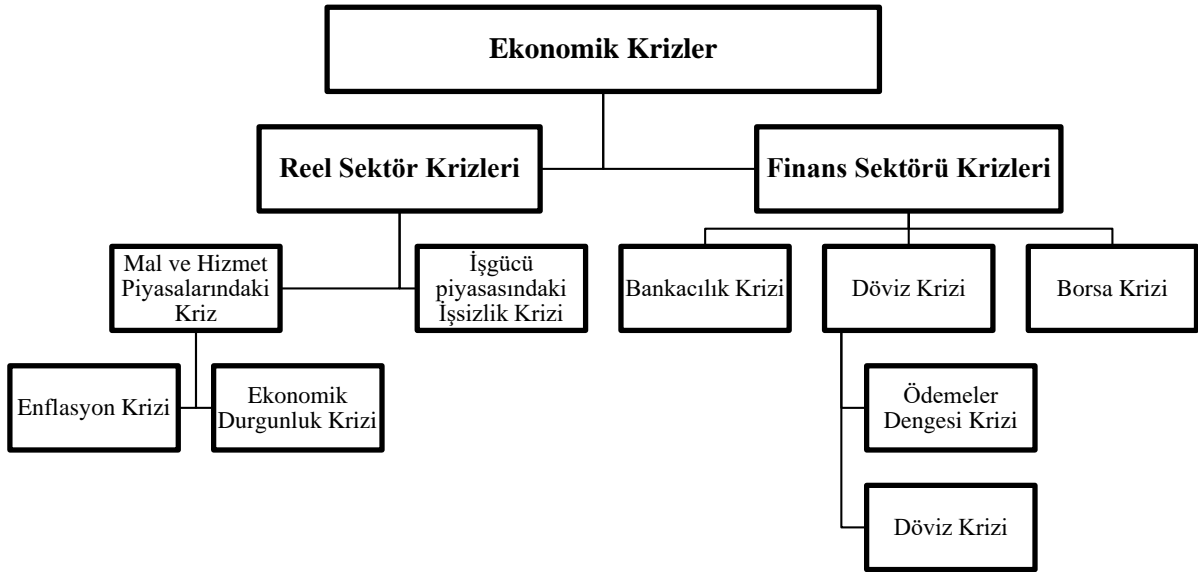 Ekonomik Krizler
Reel Sektör Krizleri
Finans Sektörü Krizleri
Mal ve Hizmet
Piyasalarındaki
Kriz
İşgücü
piyasasındaki
İşsizlik Krizi
Bankacılık Krizi
Döviz Krizi
Borsa Krizi
Enflasyon Krizi
Ekonomik
Durgunluk Krizi
Ödemeler
Dengesi Krizi
Döviz Krizi